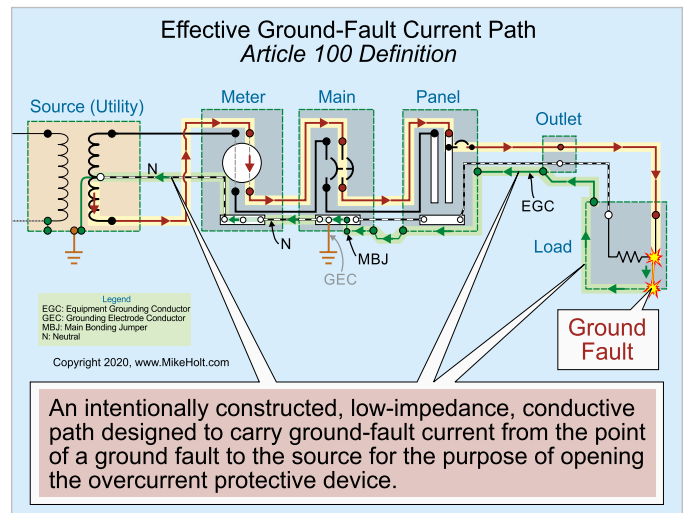 Effective Ground-Fault Current Path
Article 100 Definition
Source (Utility)
Meter
Main
Panel
Outlet
N
EGC
N
MBJ
GEC
Load
Ground
Fault
Legend
EGC: Equipment Grounding Conductor
GEC: Grounding Electrode Conductor
MBJ: Main Bonding Jumper
N: Neutral
Copyright 2020, www.MikeHolt.com
An intentionally constructed, low-impedance, conductive
path designed to carry ground-fault current from the point
of a ground fault to the source for the purpose of opening
the overcurrent protective device.